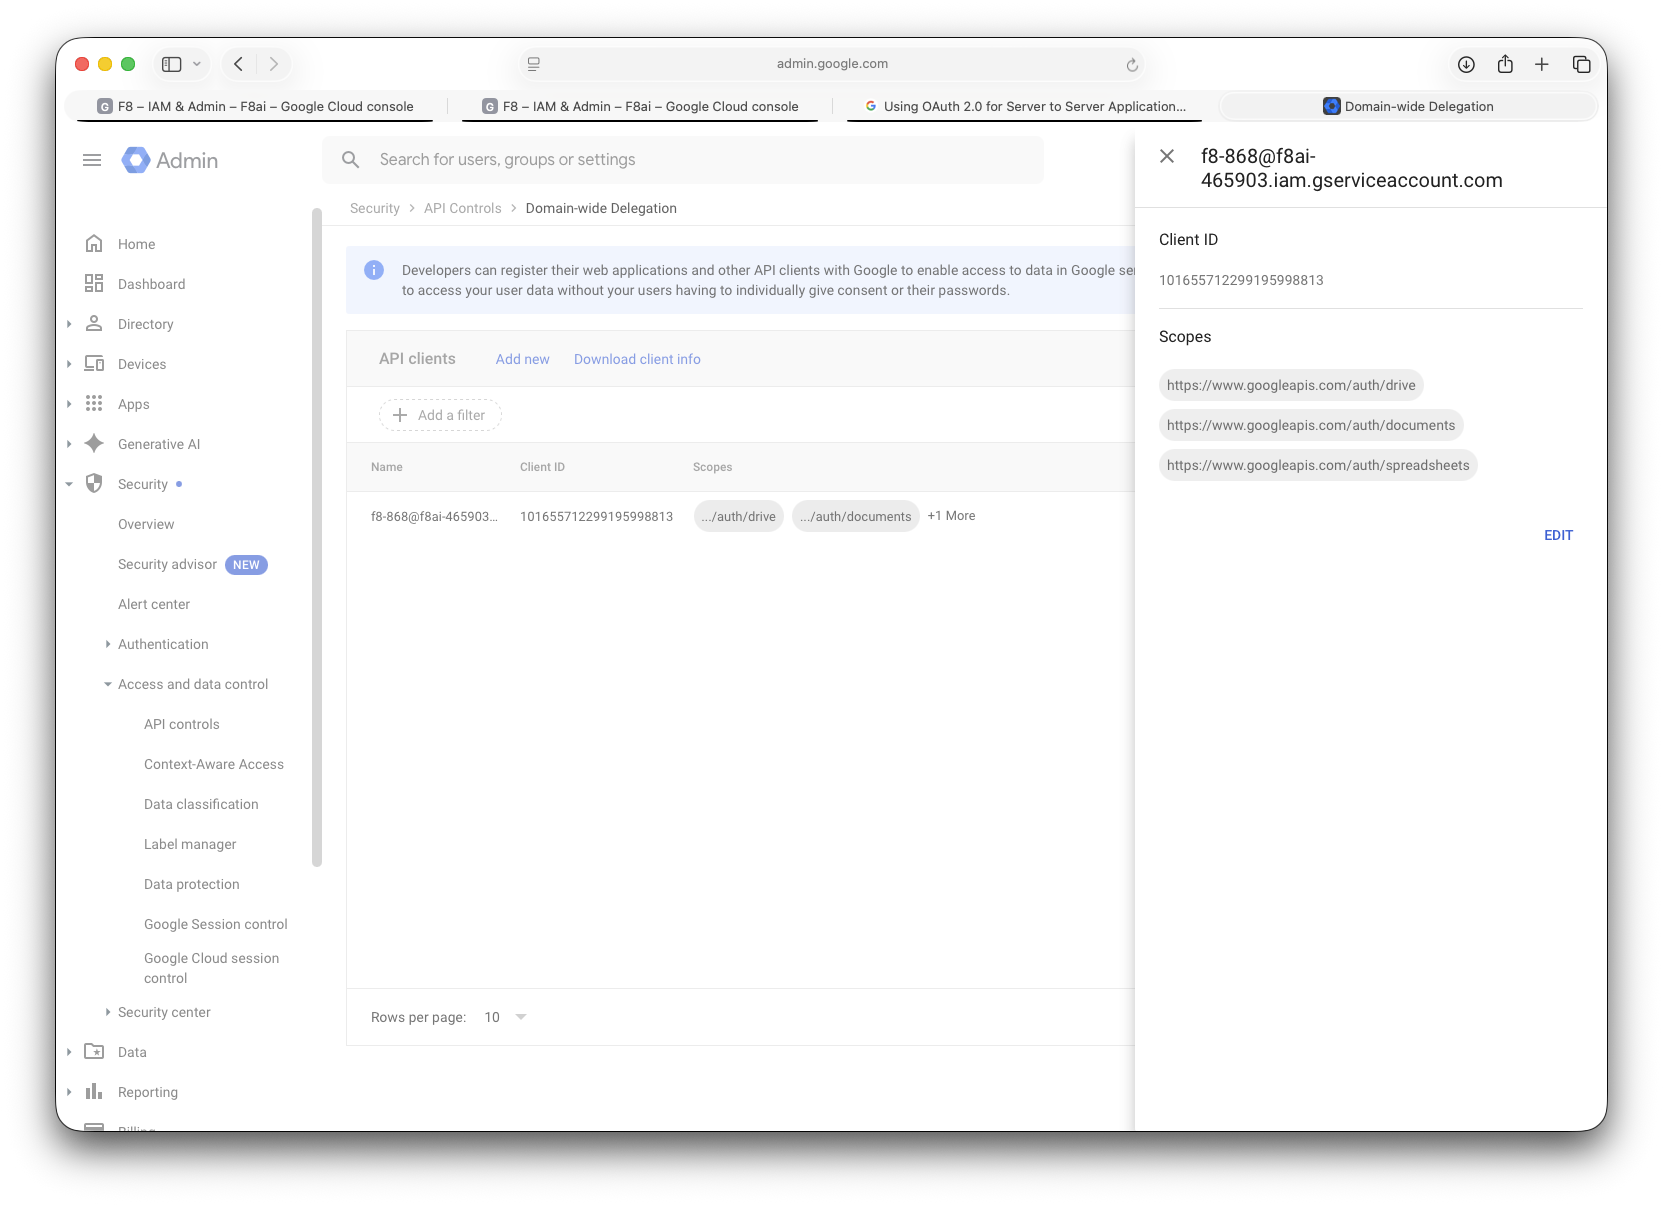 admin.google.com
F8 – IAM & Admin – F8ai – Google Cloud console
F8 – IAM & Admin – F8ai – Google Cloud console
Using OAuth 2.0 for Server to Server Application...
Domain-wide Delegation
Admin
Search for users, groups or settings
Security > API Controls > Domain-wide Delegation
Home
Dashboard
Directory
Devices
Apps
Generative AI
Security
Overview
Security advisor NEW
Alert center
Authentication
Access and data control
API controls
Context-Aware Access
Data classification
Label manager
Data protection
Google Session control
Google Cloud session
control
Security center
Data
Reporting
Billing
Developers can register their web applications and other API clients with Google to enable access to data in Google ser
to access your user data without your users having to individually give consent or their passwords.
API clients Add new Download client info
Add a filter
Name Client ID Scopes
f8-868@f8ai-465903... 101655712299195998813 .../auth/drive .../auth/documents +1 More
Rows per page: 10
f8-868@f8ai-
465903.iam.gserviceaccount.com
Client ID
101655712299195998813
Scopes
https://www.googleapis.com/auth/drive
https://www.googleapis.com/auth/documents
https://www.googleapis.com/auth/spreadsheets
EDIT